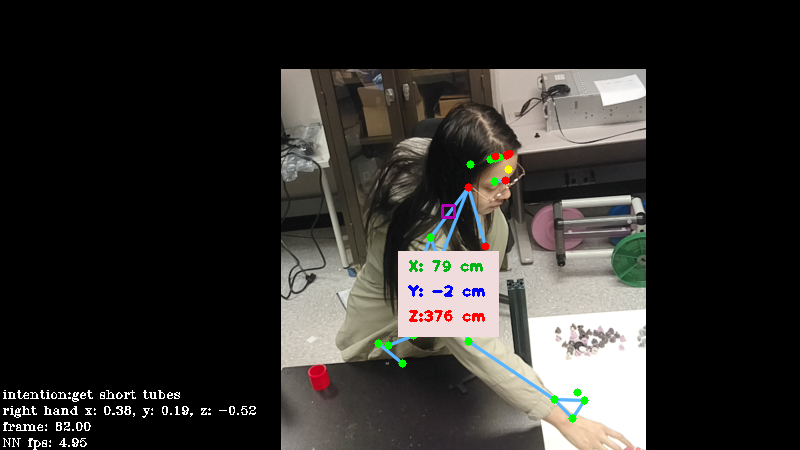 X: 79 cm
Y: -2 cm
Z:376 cm
intention:get short tubes
right hand x: 0.38, y: 0.19, z: -0.52
frame: 82.00
NN fps: 4.95